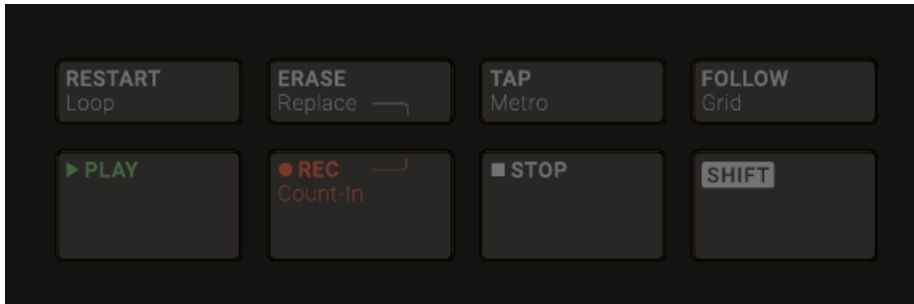 RESTART
Loop
ERASE
Replace
TAP
Metro
FOLLOW
Grid
PLAY
REC
Count-In
STOP
SHIFT